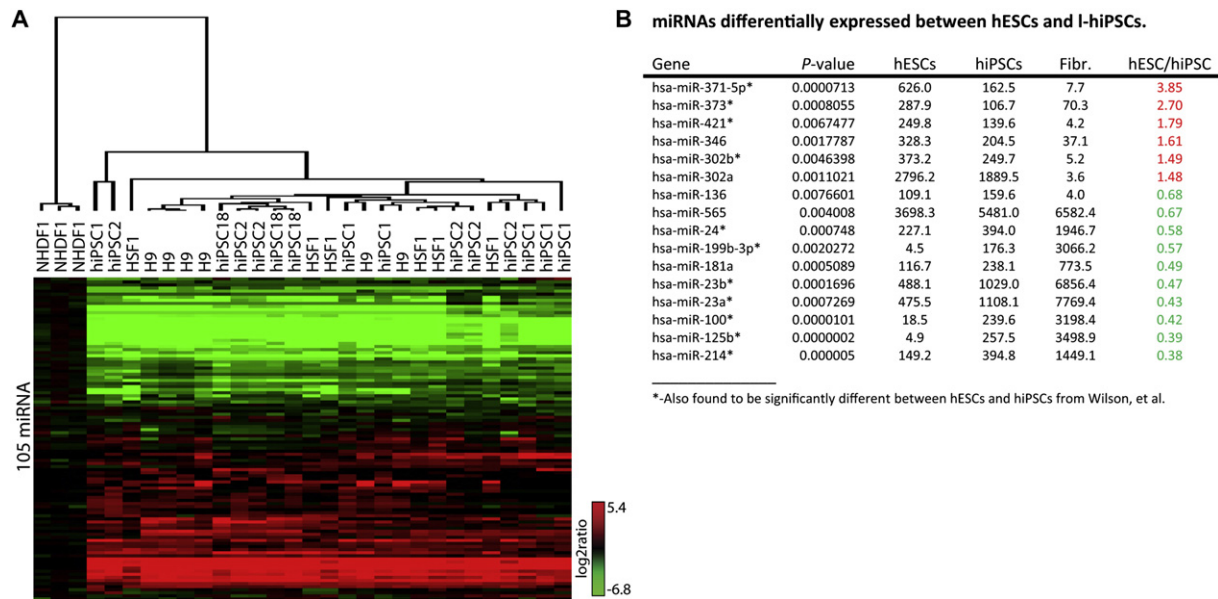 A
NHDF1
NHDF1
NHDF1
hiPSC1
hiPSC2
HSF1
H9
H9
H9
H9
hiPSC18
hiPSC2
hiPSC2
hiPSC18
hiPSC18
HSF1
HSF1
hiPSC1
H9
hiPSC1
H9
HSF1
HSF1
hiPSC2
hiPSC2
HSF1
hiPSC2
hiPSC1
hiPSC1
hiPSC1
105 miRNA
log2ratio
5.4
-6.8
B
miRNAs differentially expressed between hESCs and l-hiPSCs.
Gene P-value hESCs hiPSCs Fibr. hESC/hiPSC
hsa-miR-371-5p* 0.0000713 626.0 162.5 7.7 3.85
hsa-miR-373* 0.0008055 287.9 106.7 70.3 2.70
hsa-miR-421* 0.0067477 249.8 139.6 4.2 1.79
hsa-miR-346 0.0017787 328.3 204.5 37.1 1.61
hsa-miR-302b* 0.0046398 373.2 249.7 5.2 1.49
hsa-miR-302a 0.0011021 2796.2 1889.5 3.6 1.48
hsa-miR-136 0.0076601 109.1 159.6 4.0 0.68
hsa-miR-565 0.004008 3698.3 5481.0 6582.4 0.67
hsa-miR-24* 0.000748 227.1 394.0 1946.7 0.58
hsa-miR-199b-3p* 0.0020272 4.5 176.3 3066.2 0.57
hsa-miR-181a 0.0005089 116.7 238.1 773.5 0.49
hsa-miR-23b* 0.0001696 488.1 1029.0 6856.4 0.47
hsa-miR-23a* 0.0007269 475.5 1108.1 7769.4 0.43
hsa-miR-100* 0.0000101 18.5 239.6 3198.4 0.42
hsa-miR-125b* 0.0000002 4.9 257.5 3498.9 0.39
hsa-miR-214* 0.000005 149.2 394.8 1449.1 0.38
*-Also found to be significantly different between hESCs and hiPSCs from Wilson, et al.